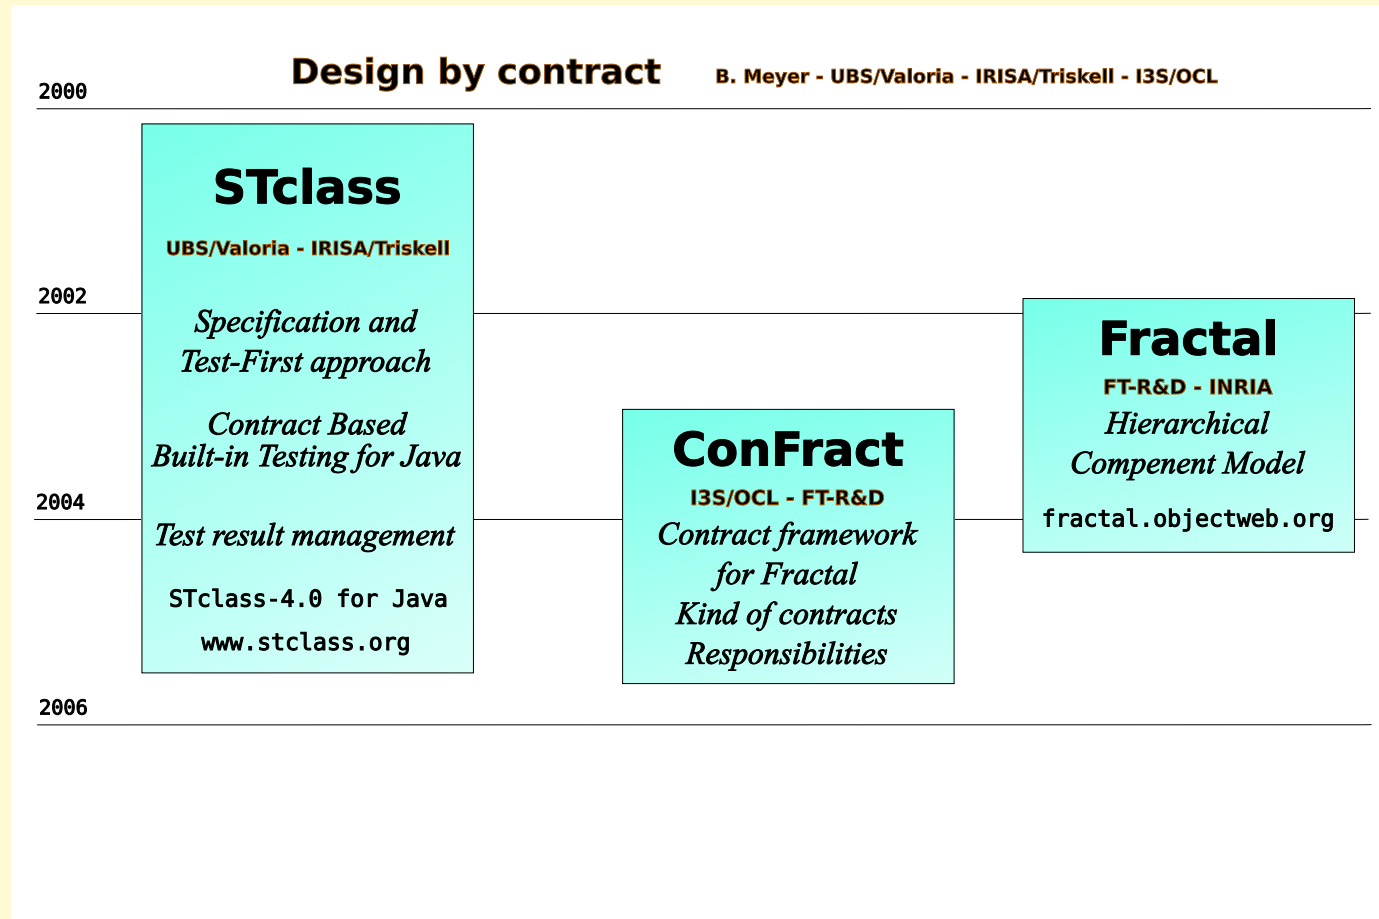 Design by contract
B. Meyer - UBS/Valoria - IRISA/Triskell - I3S/OCL
2000
STclass
UBS/Valoria - IRISA/Triskell
Specification and
Test-First approach
Contract Based
Built-in Testing for Java
Test result management
STclass-4.0 for Java
www.stclass.org
2002
Fractal
FT-R&D - INRIA
Hierarchical
Compenent Model
fractal.objectweb.org
ConFract
I3S/OCL - FT-R&D
Contract framework
for Fractal
Kind of contracts
Responsibilities
2004
2006